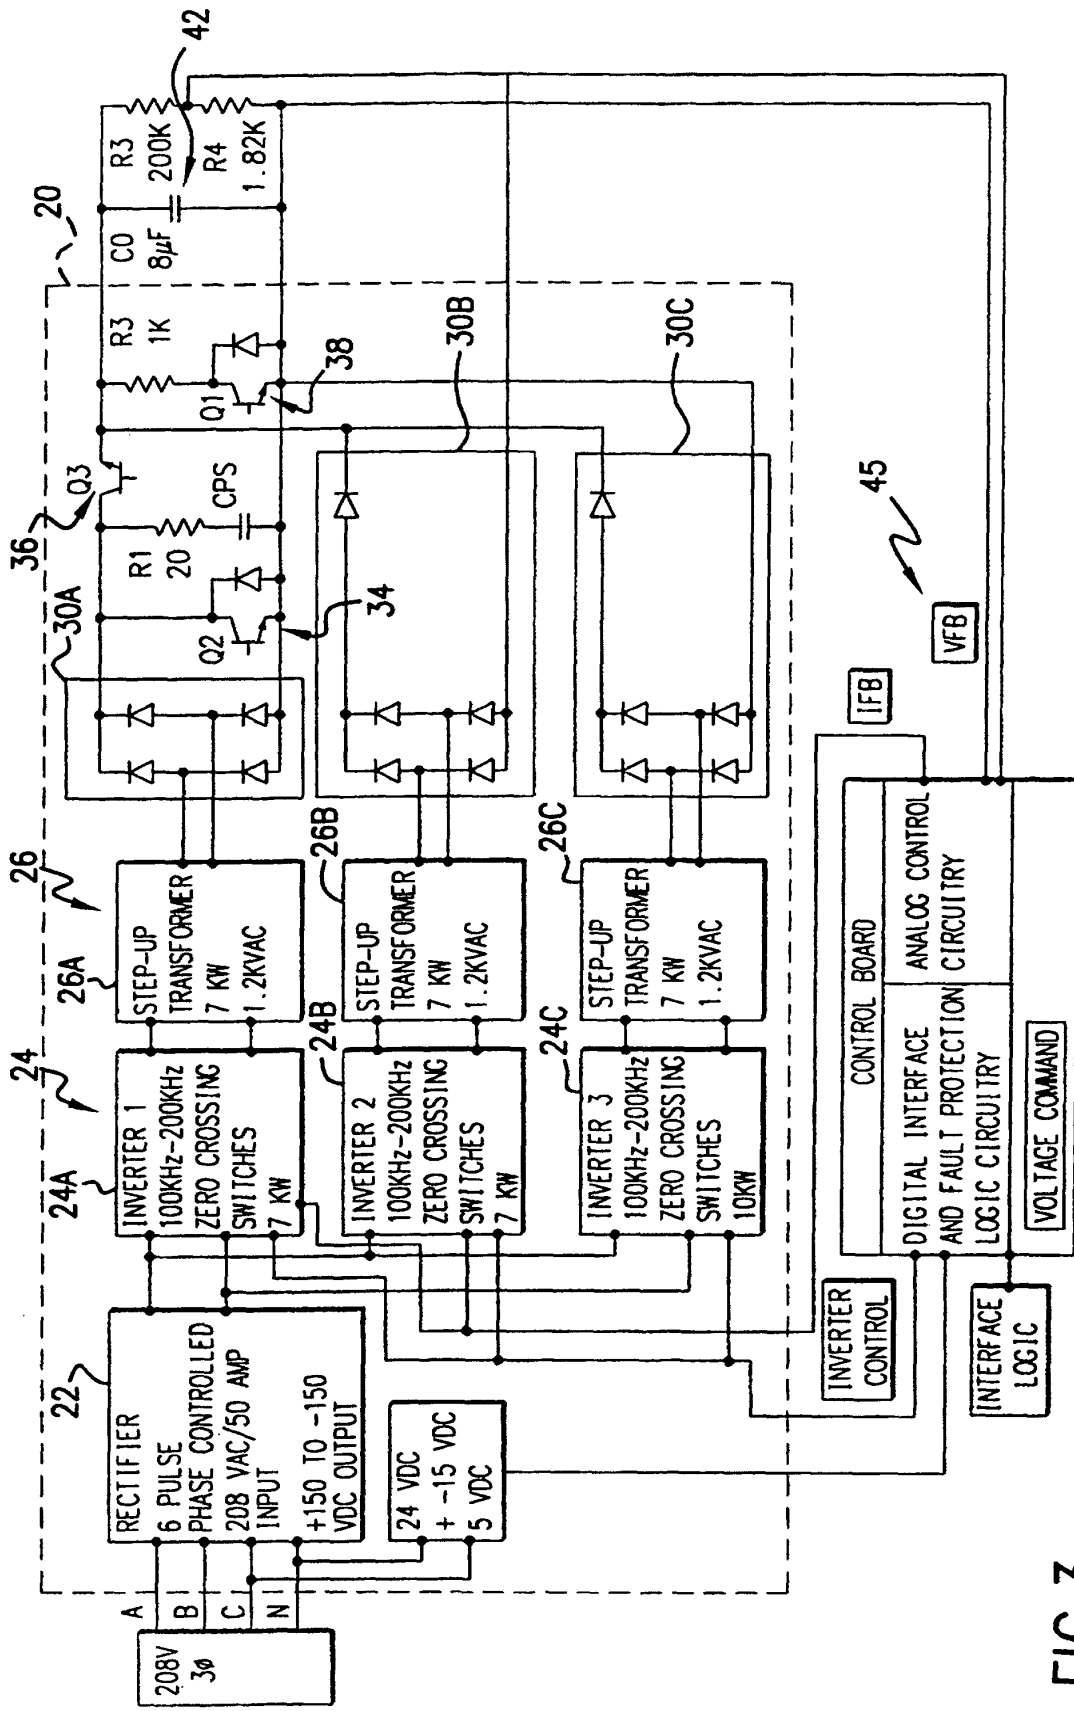 20
42
R3
200K
R4
1.82K
C0
8µF
R3
1K
Q1
38
30B
30C
36
Q3
R1
20
CPS
30A
Q2
34
45
26
26A
STEP-UP
TRANSFORMER
7 KW
1.2KVAC
26B
STEP-UP
TRANSFORMER
7 KW
1.2KVAC
26C
STEP-UP
TRANSFORMER
7 KW
1.2KVAC
24
24A
INVERTER 1
100KHz-200KHz
ZERO CROSSING
SWITCHES
7 KW
24B
INVERTER 2
100KHz-200KHz
ZERO CROSSING
SWITCHES
7 KW
24C
INVERTER 3
100KHz-200KHz
ZERO CROSSING
SWITCHES
10KW
22
RECTIFIER
6 PULSE
PHASE CONTROLLED
208 VAC/50 AMP
INPUT
+150 TO -150
VDC OUTPUT
24 VDC
+ -15 VDC
5 VDC
A
B
C
N
208V
3ø
IFB
VFB
CONTROL BOARD
DIGITAL INTERFACE
AND FAULT PROTECTION
LOGIC CIRCUITRY
ANALOG CONTROL
CIRCUITRY
VOLTAGE COMMAND
INVERTER
CONTROL
INTERFACE
LOGIC
FIG.3